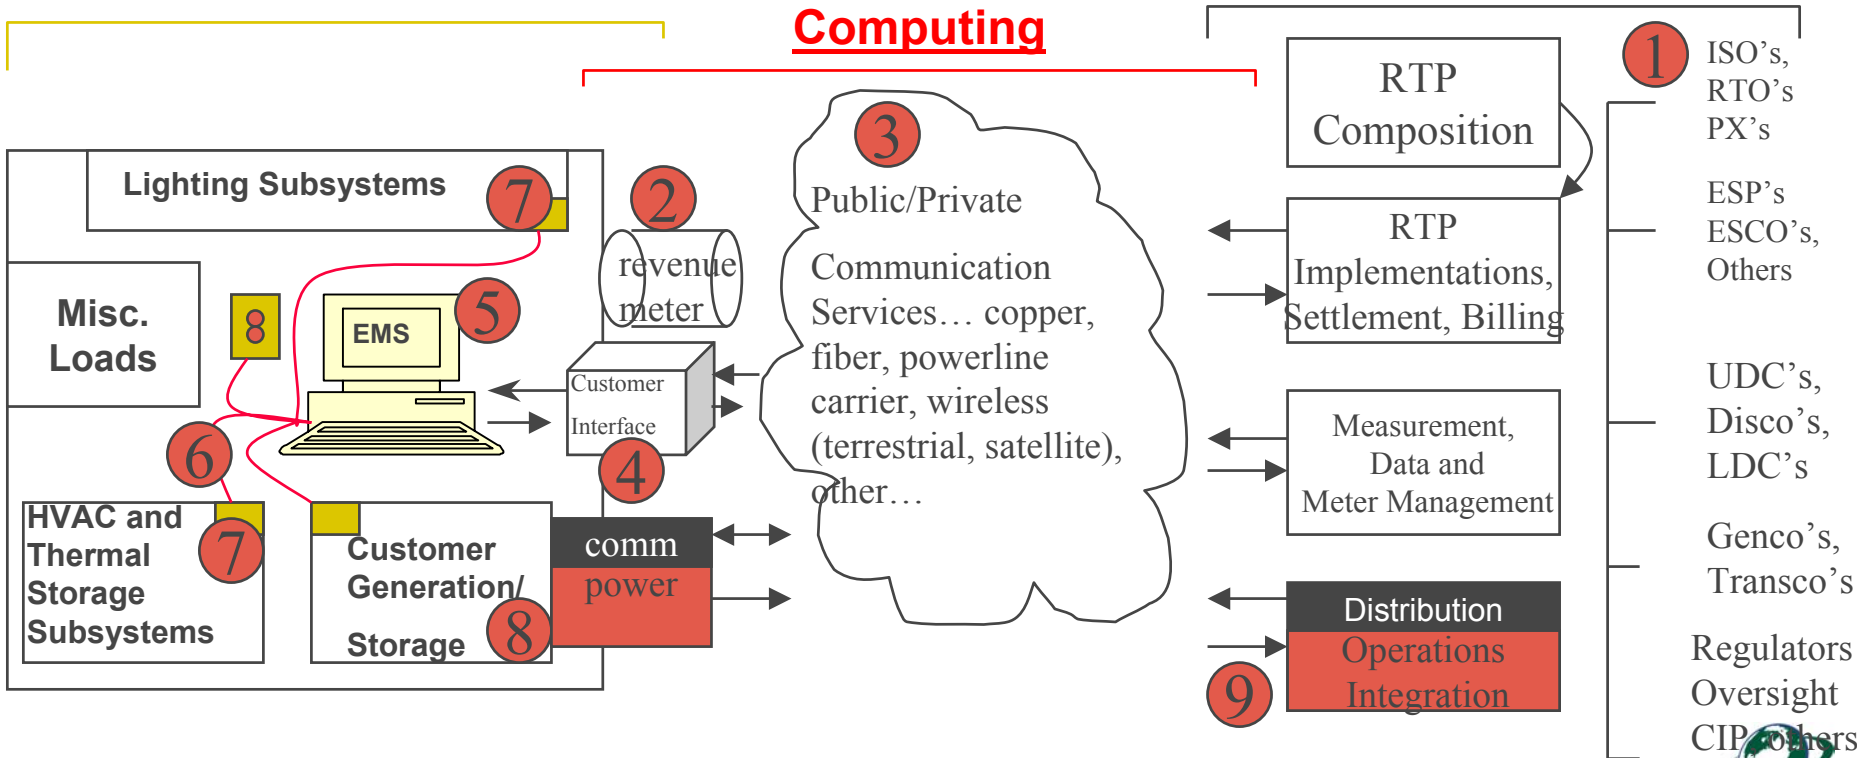 Computing
Lighting Subsystems
7
Misc.
Loads
8
EMS
5
6
HVAC and
Thermal
Storage
Subsystems
7
Customer
Generation/
Storage
8
2
revenue
meter
Customer
Interface
4
comm
power
3
Public/Private
Communication
Services… copper,
fiber, powerline
carrier, wireless
(terrestrial, satellite),
other…
RTP
Composition
RTP
Implementations,
Settlement, Billing
Measurement,
Data and
Meter Management
Distribution
Operations
Integration
9
1
ISO’s,
RTO’s
PX’s
ESP’s
ESCO’s,
Others
UDC’s,
Disco’s,
LDC’s
Genco’s,
Transco’s
Regulators
Oversight
CIP, others